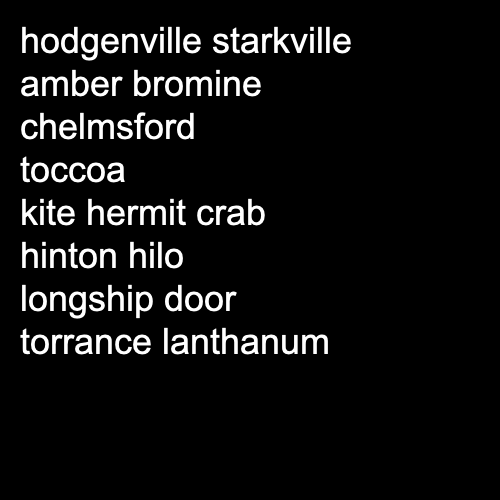 hodgenville starkville
amber bromine
chelmsford
toccoa
kite hermit crab
hinton hilo
longship door
torrance lanthanum